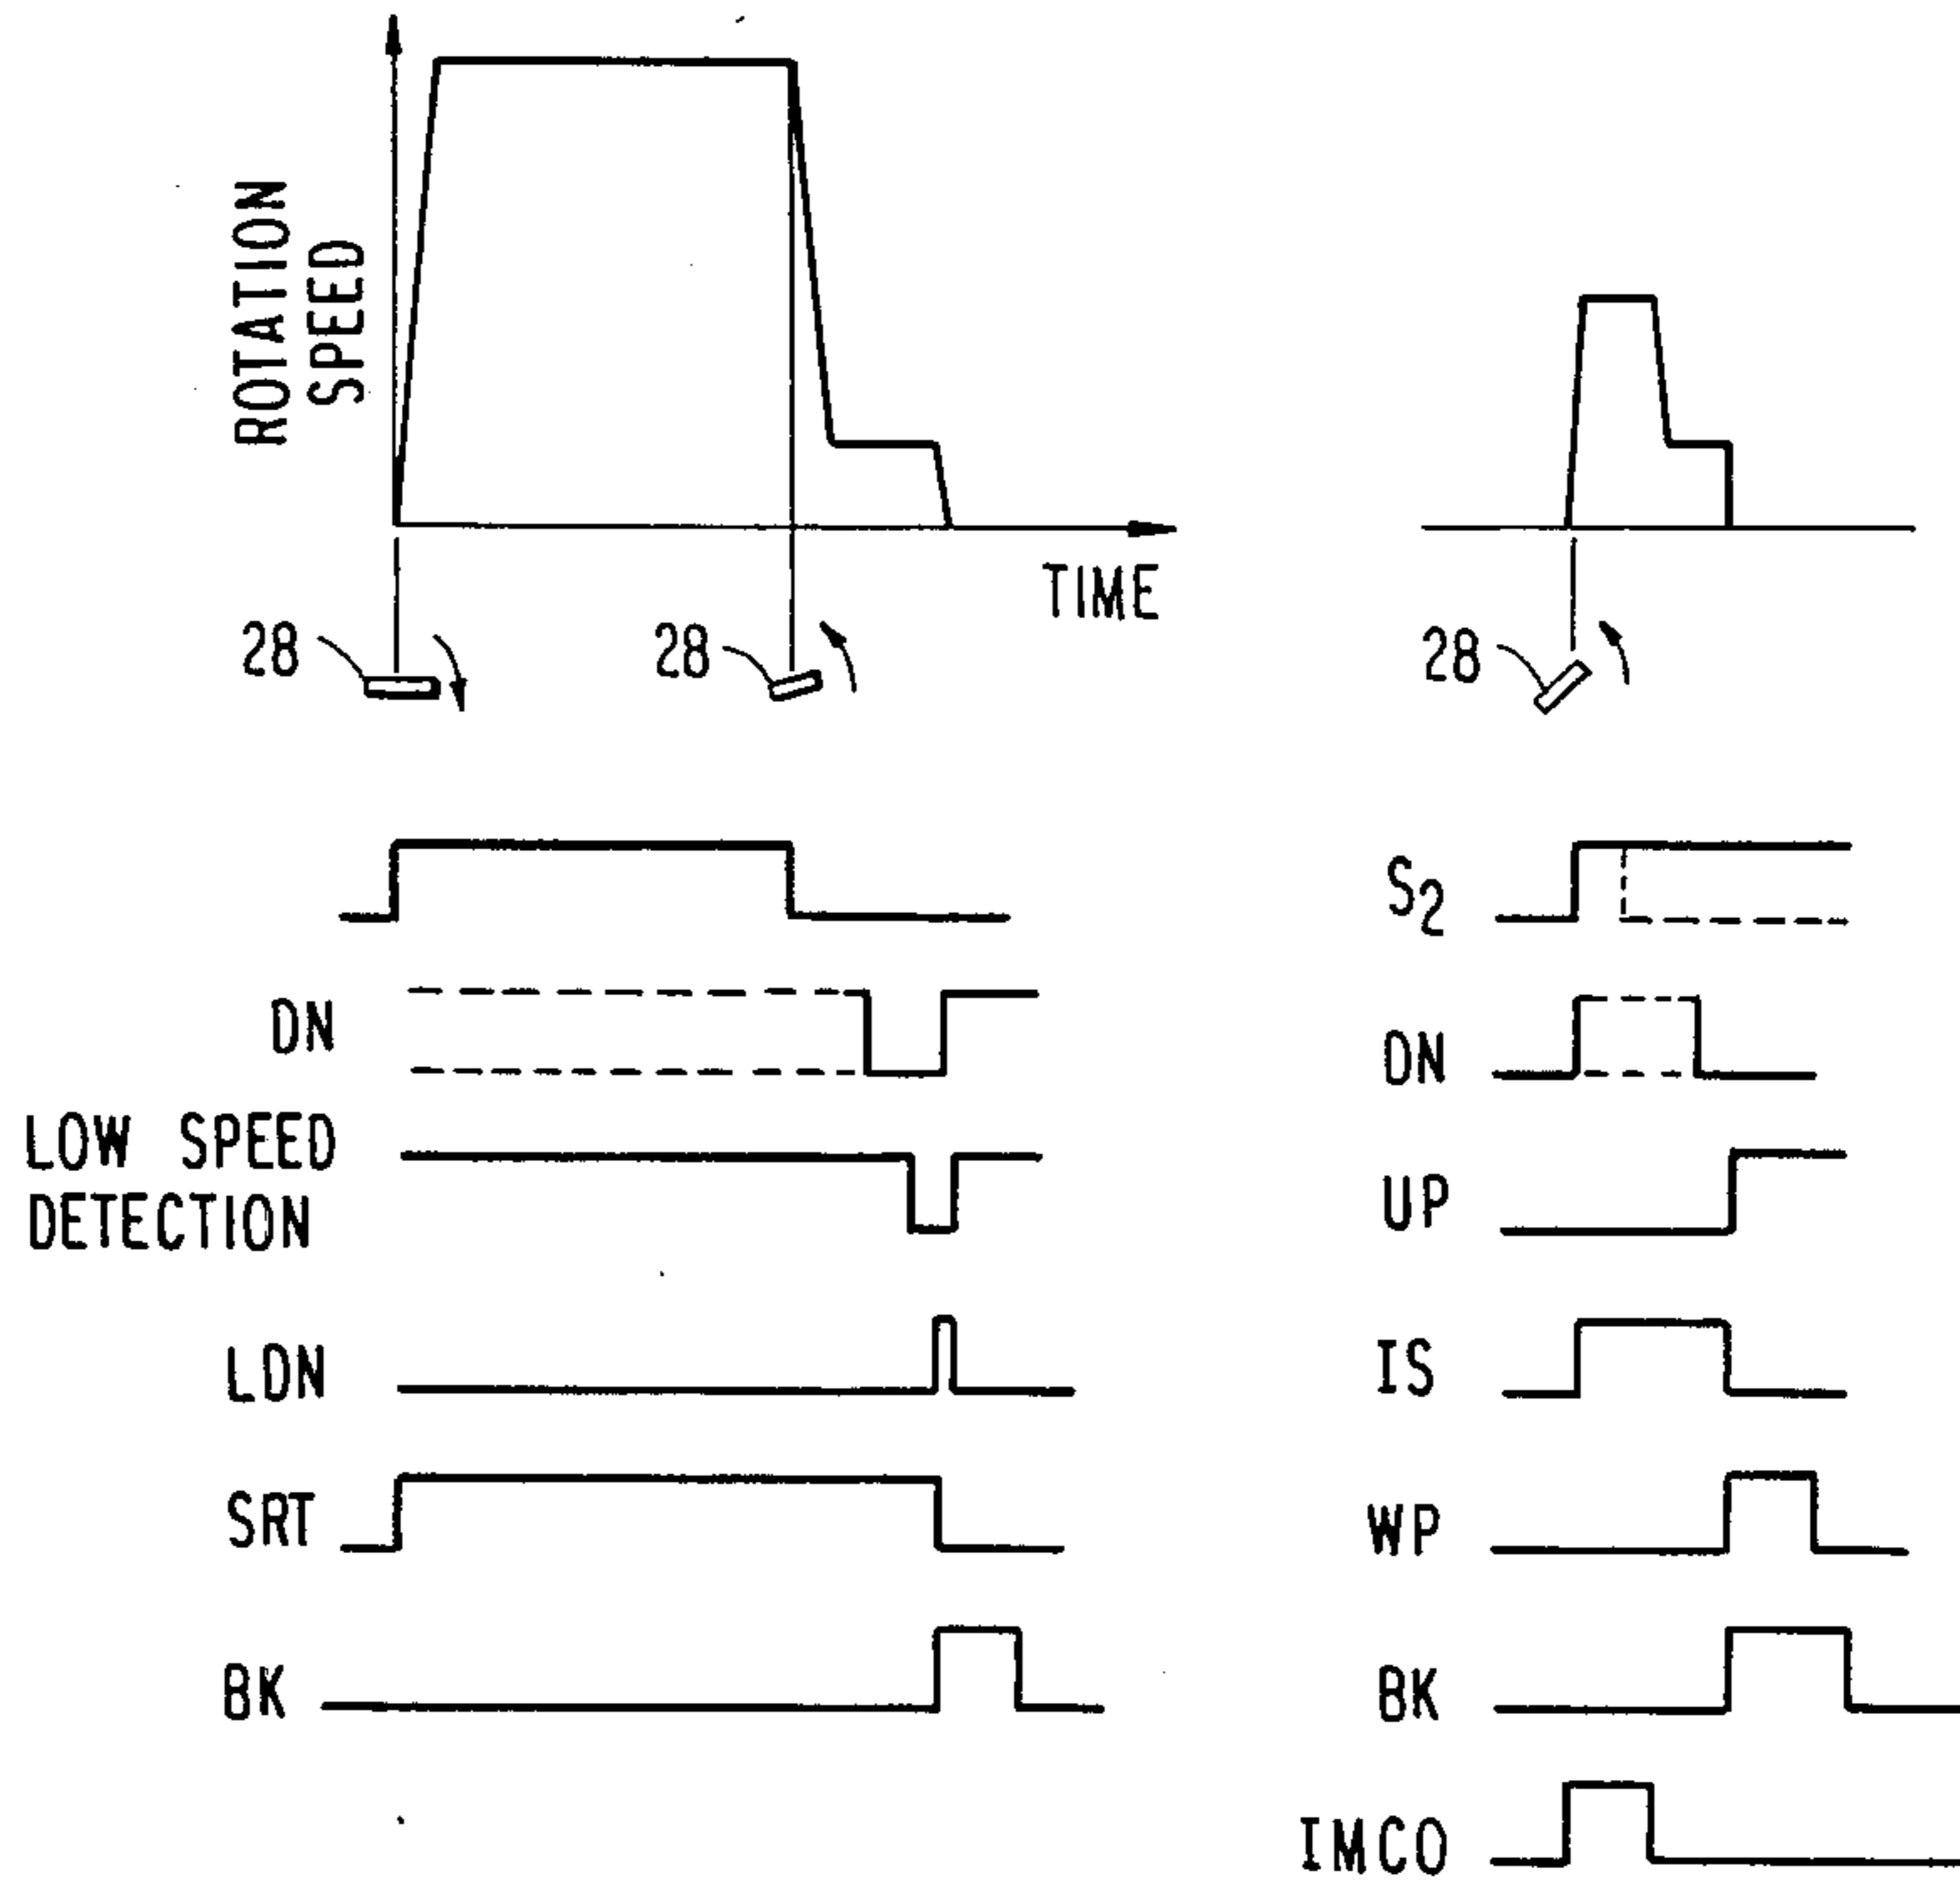 ROTATION
SPEED
TIME
28
28
28
S2
DN
DN
LOW SPEED
DETECTION
UP
LDN
IS
SRT
WP
BK
BK
IMCO